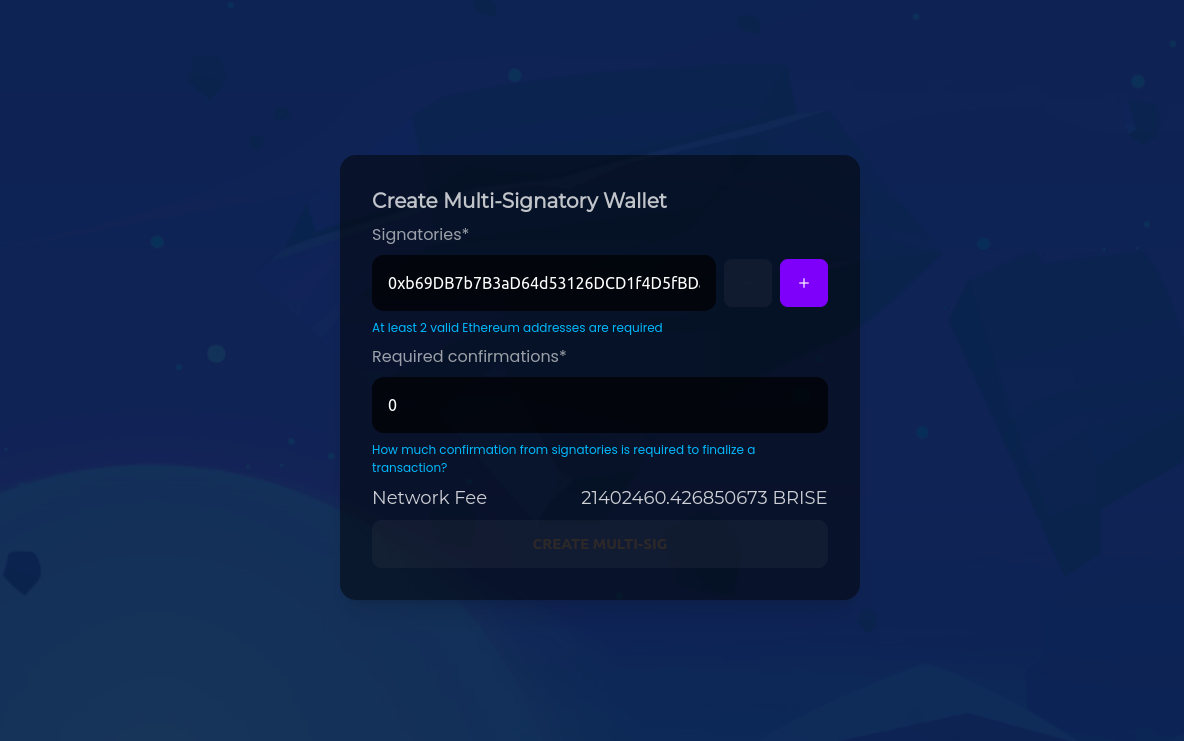 Create Multi-Signatory Wallet
Signatories*
0xb69DB7b7B3aD64d53126DCD1f4D5fBD
+
At least 2 valid Ethereum addresses are required
Required confirmations*
0
How much confirmation from signatories is required to finalize a
transaction?
Network Fee 21402460.426850673 BRISE
CREATE MULTI-SIG